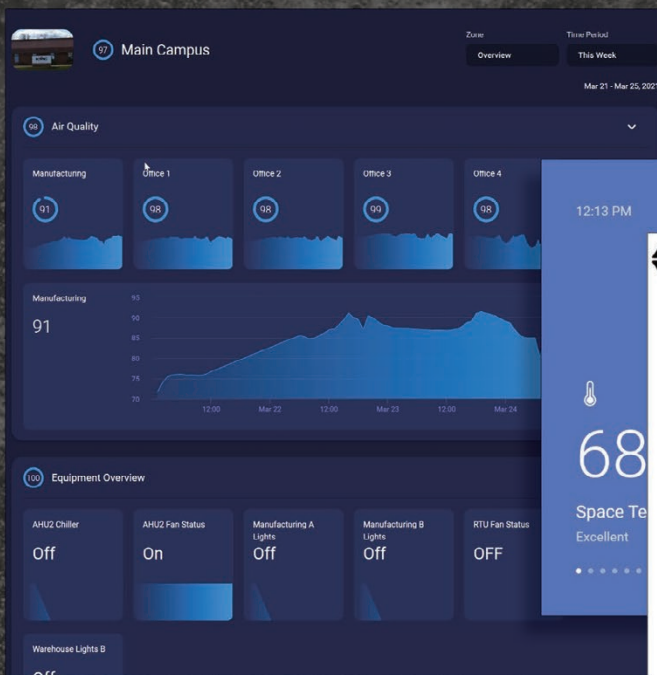 97
Main Campus
Zone
Overview
Time Period
This Week
Mar 21 - Mar 25, 2021
98
Air Quality
Manufacturing
91
Office 1
98
Office 2
98
Office 3
99
Office 4
98
Manufacturing
91
95
90
85
80
75
70
12:00
Mar 22
12:00
Mar 23
12:00
Mar 24
100
Equipment Overview
AHU2 Chiller
Off
AHU2 Fan Status
On
Manufacturing A
Lights
Off
Manufacturing B
Lights
Off
RTU Fan Status
OFF
Warehouse Lights B
Off
12:13 PM
68
Space Te
Excellent